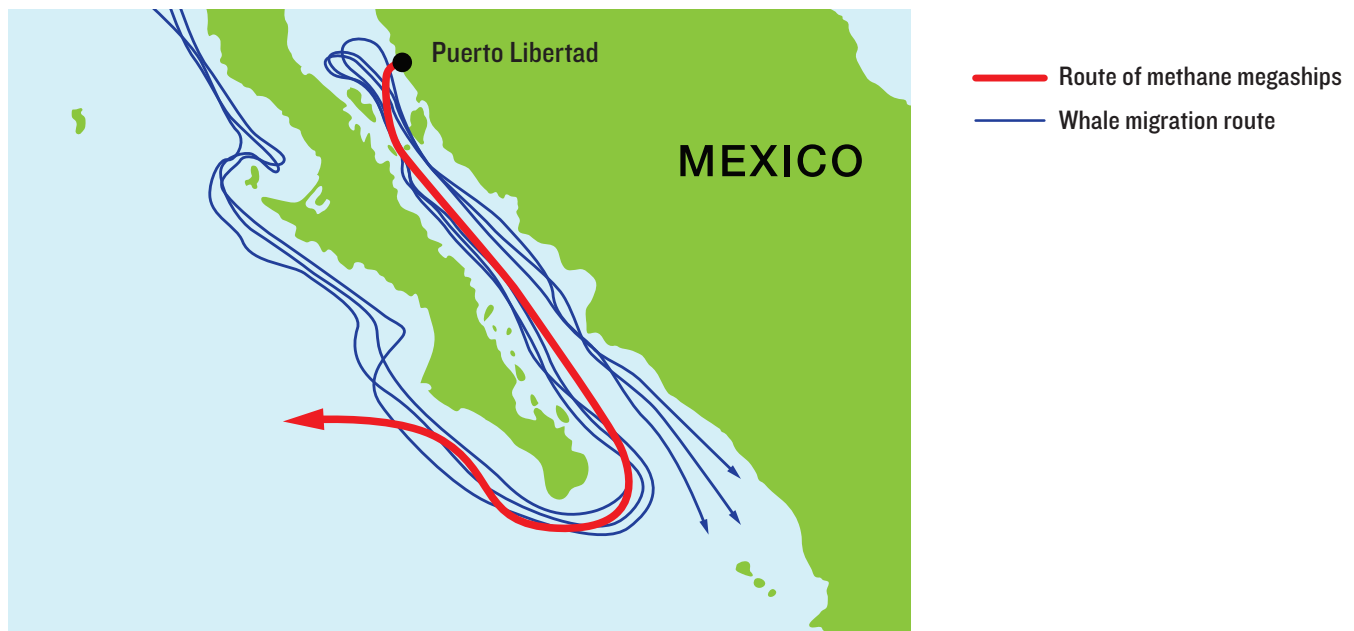 Puerto Libertad
MEXICO
Route of methane megaships
Whale migration route